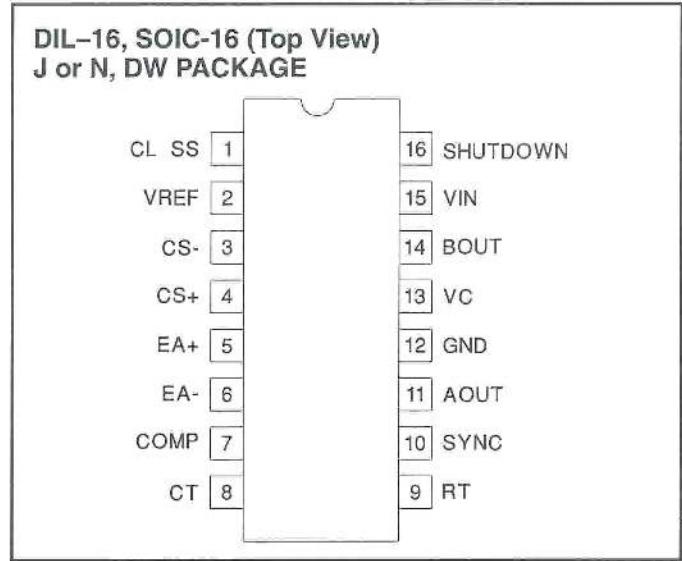 DIL–16, SOIC-16 (Top View)
J or N, DW PACKAGE
CL SS 1
16 SHUTDOWN
VREF 2
15 VIN
CS- 3
14 BOUT
CS+ 4
13 VC
EA+ 5
12 GND
EA- 6
11 AOUT
COMP 7
10 SYNC
CT 8
9 RT